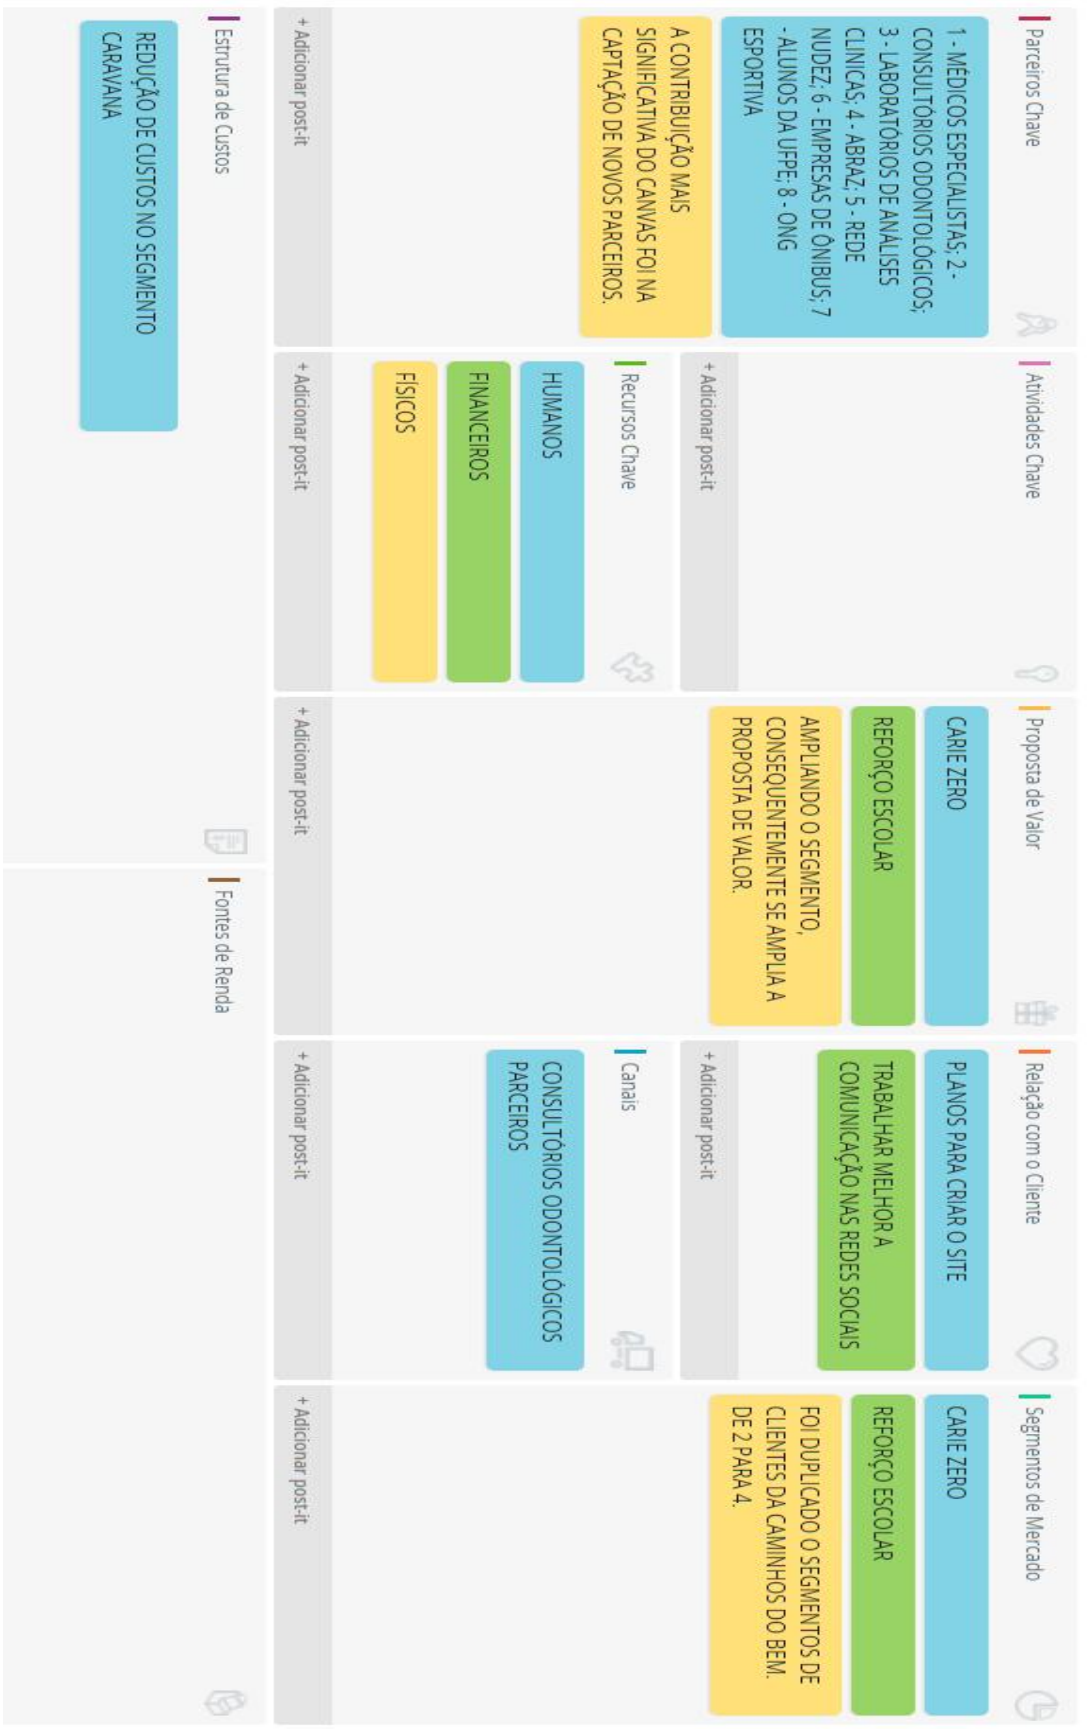 Parceiros Chave
1 - MÉDICOS ESPECIALISTAS; 2 -
CONSULTÓRIOS ODONTOLÓGICOS;
3 - LABORATÓRIOS DE ANÁLISES
CLINICAS; 4 - ABRAZ; 5 - REDE
NUDEZ; 6 - EMPRESAS DE ÔNIBUS; 7
- ALUNOS DA UFPE; 8 - ONG
ESPORTIVA
A CONTRIBUIÇÃO MAIS
SIGNIFICATIVA DO CANVAS FOI NA
CAPTAÇÃO DE NOVOS PARCEIROS.
+ Adicionar post-it
Atividades Chave
+ Adicionar post-it
Recursos Chave
HUMANOS
FINANCEIROS
FÍSICOS
+ Adicionar post-it
Proposta de Valor
CARIE ZERO
REFORÇO ESCOLAR
AMPLIANDO O SEGMENTO,
CONSEQUENTEMENTE SE AMPLIA A
PROPOSTA DE VALOR.
+ Adicionar post-it
Relação com o Cliente
PLANOS PARA CRIAR O SITE
TRABALHAR MELHOR A
COMUNICAÇÃO NAS REDES SOCIAIS
+ Adicionar post-it
Canais
CONSULTÓRIOS ODONTOLÓGICOS
PARCEIROS
+ Adicionar post-it
Segmentos de Mercado
CARIE ZERO
REFORÇO ESCOLAR
FOI DUPLICADO O SEGMENTOS DE
CLIENTES DA CAMINHOS DO BEM.
DE 2 PARA 4.
+ Adicionar post-it
Estrutura de Custos
REDUÇÃO DE CUSTOS NO SEGMENTO
CARAVANA
Fontes de Renda